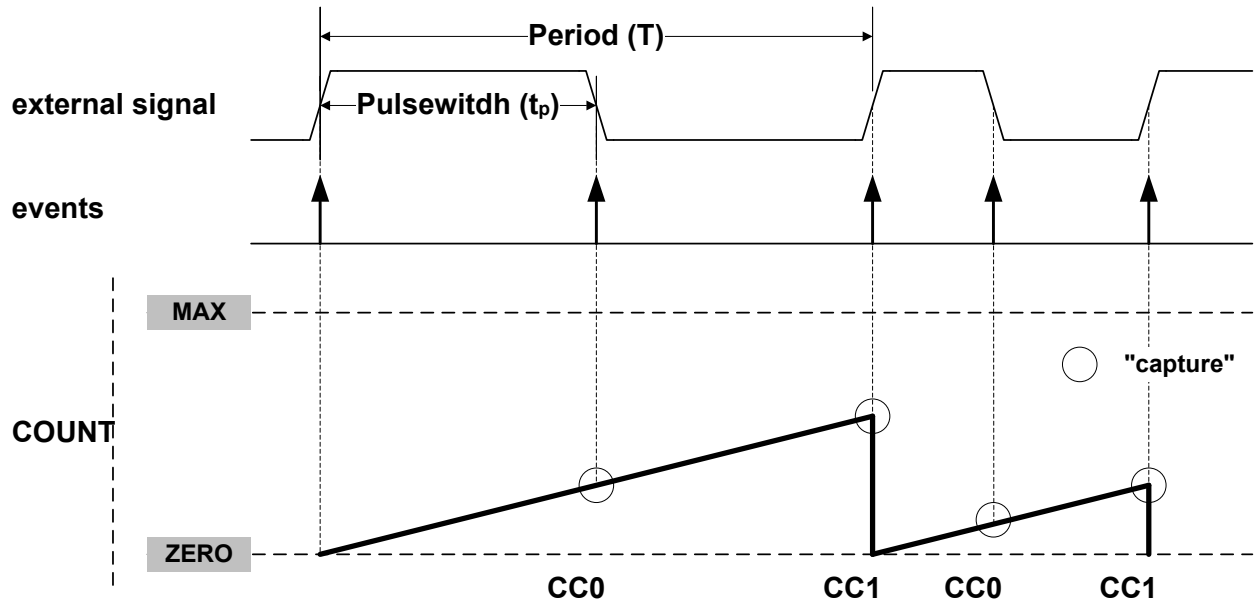 Period (T)
external signal
Pulsewitdh (tp)
events
MAX
"capture"
COUNT
ZERO
CC0
CC1
CC0
CC1